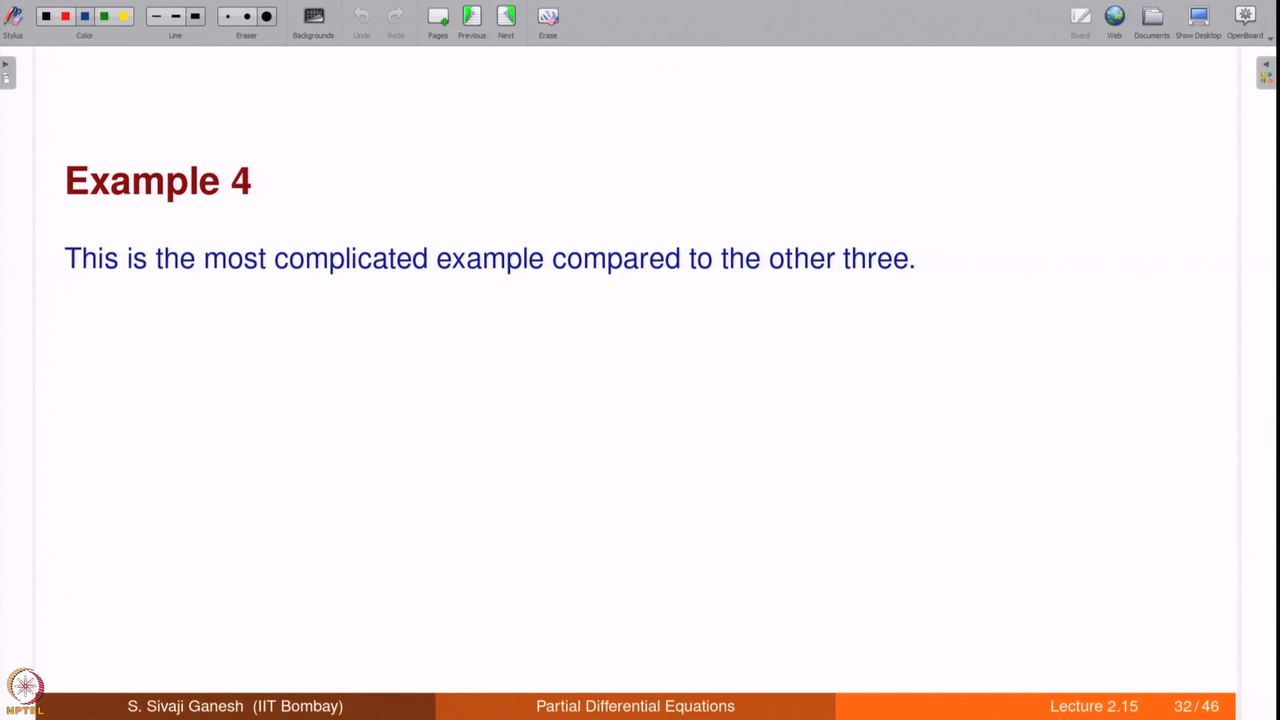 Stylus
Color
Line
Eraser
Backgrounds
Undo
Redo
Pages
Previous
Next
Erase
Board
Web
Documents
Show Desktop
OpenBoard
Example 4
This is the most complicated example compared to the other three.
NPTEL
S. Sivaji Ganesh (IIT Bombay)
Partial Differential Equations
Lecture 2.15
32/46